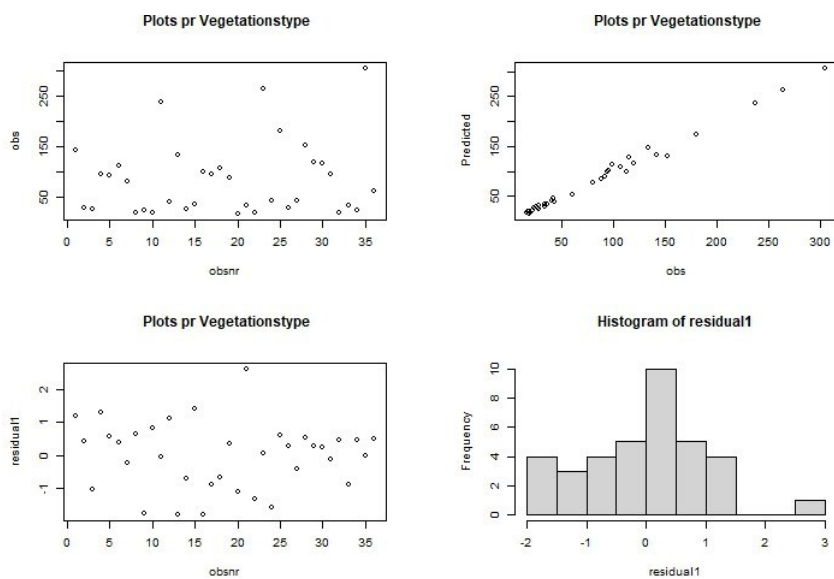 Plots pr Vegetationstype
obs
250
150
50
0 5 10 15 20 25 30 35
obsnr
Plots pr Vegetationstype
Predicted
250
150
50
50 100 150 200 250 300
obs
Plots pr Vegetationstype
residual1
2
1
0
-1
0 5 10 15 20 25 30 35
obsnr
Histogram of residual1
Frequency
10
8
6
4
2
0
-2 -1 0 1 2 3
residual1